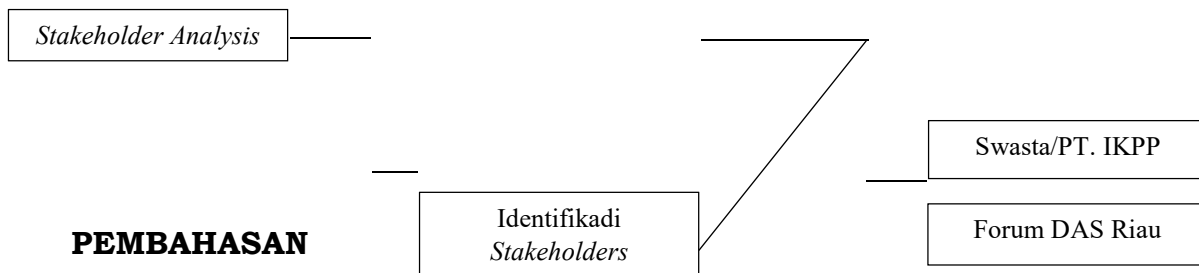 Stakeholder Analysis
Swasta/PT. IKPP
Identifikadi
Stakeholders
Forum DAS Riau
PEMBAHASAN